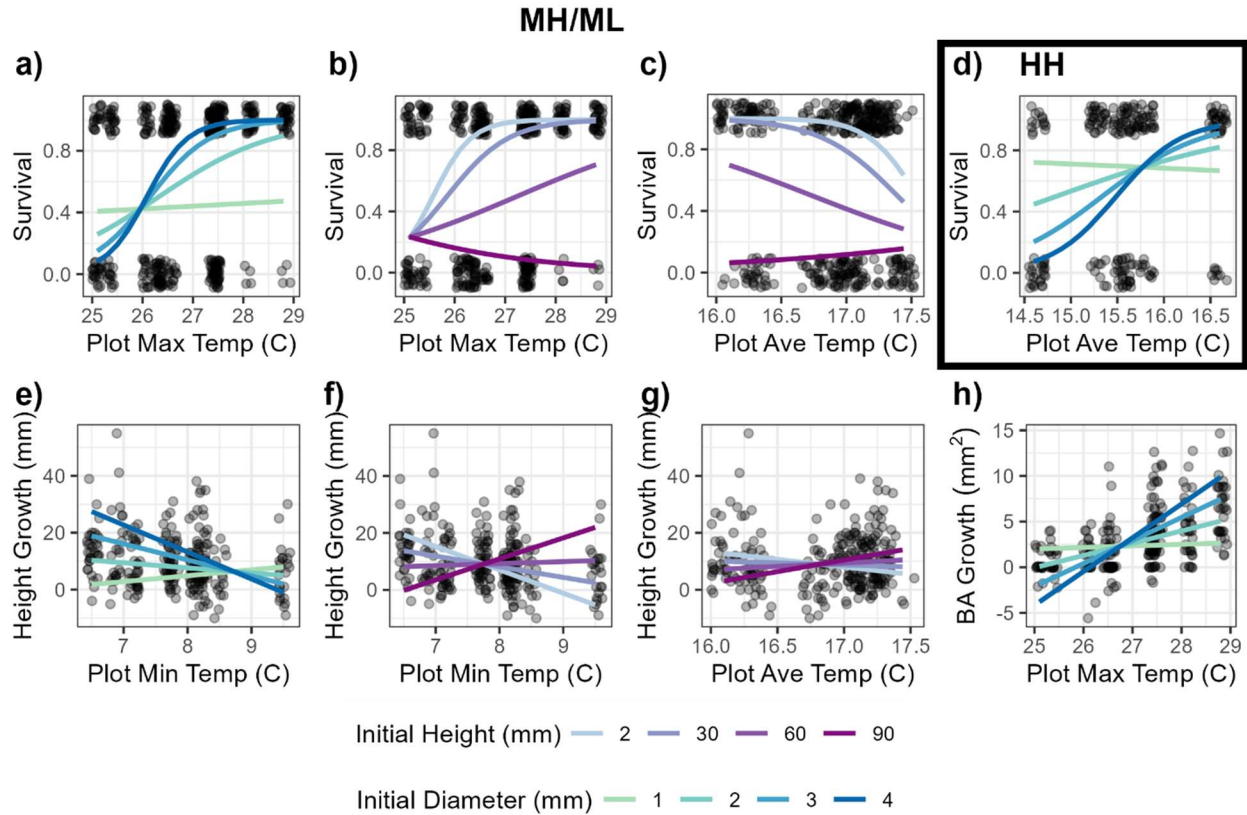 MH/ML
a)
b)
c)
d) HH
Survival
0.8
0.4
0.0
25 26 27 28 29
Plot Max Temp (C)
Survival
0.8
0.4
0.0
25 26 27 28 29
Plot Max Temp (C)
Survival
0.8
0.4
0.0
16.0 16.5 17.0 17.5
Plot Ave Temp (C)
Survival
0.8
0.4
0.0
14.5 15.0 15.5 16.0 16.5
Plot Ave Temp (C)
e)
f)
g)
h)
Height Growth (mm)
40
20
0
7 8 9
Plot Min Temp (C)
Height Growth (mm)
40
20
0
7 8 9
Plot Min Temp (C)
Height Growth (mm)
40
20
0
16.0 16.5 17.0 17.5
Plot Ave Temp (C)
BA Growth (mm²)
15
10
5
0
-5
25 26 27 28 29
Plot Max Temp (C)
Initial Height (mm) 2 30 60 90
Initial Diameter (mm) 1 2 3 4